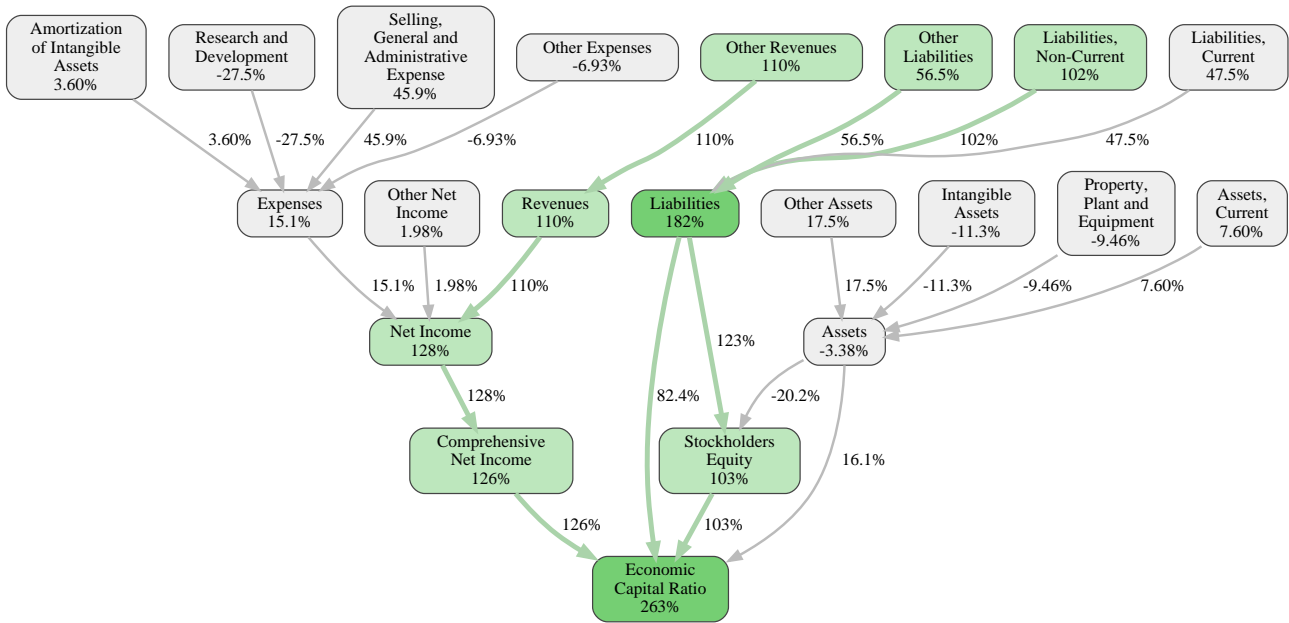 Amortization
of Intangible
Assets
3.60%
Research and
Development
-27.5%
Selling,
General and
Administrative
Expense
45.9%
Other Expenses
-6.93%
Other Revenues
110%
Other
Liabilities
56.5%
Liabilities,
Non-Current
102%
Liabilities,
Current
47.5%
3.60%
-27.5%
45.9%
-6.93%
110%
56.5%
102%
47.5%
Expenses
15.1%
Other Net
Income
1.98%
Revenues
110%
Liabilities
182%
Other Assets
17.5%
Intangible
Assets
-11.3%
Property,
Plant and
Equipment
-9.46%
Assets,
Current
7.60%
15.1%
1.98%
110%
17.5%
-11.3%
-9.46%
7.60%
Net Income
128%
123%
Assets
-3.38%
128%
82.4%
-20.2%
Comprehensive
Net Income
126%
Stockholders
Equity
103%
16.1%
126%
103%
Economic
Capital Ratio
263%